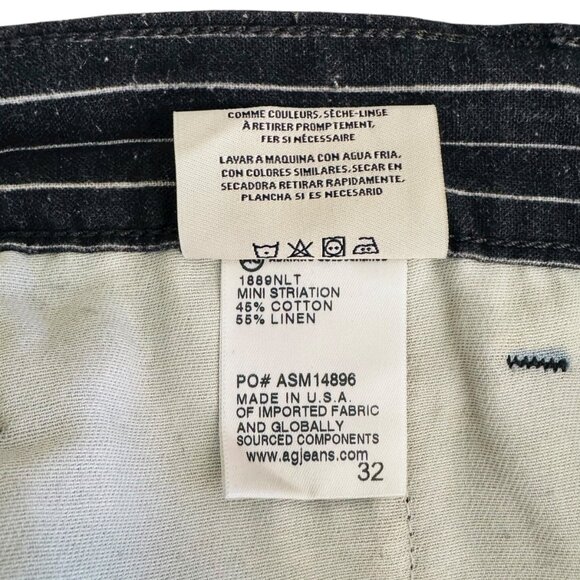 COMME COULEURS, SÈCHE-LINGE
À RETIRER PROMPTEMENT,
FER SI NÉCESSAIRE
LAVAR A MAQUINA CON AGUA FRIA,
CON COLORES SIMILARES, SECAR EN
SECADORA RETIRAR RAPIDAMENTE,
PLANCHA SI ES NECESARIO
1889NLT
MINI STRIATION
45% COTTON
55% LINEN
PO# ASM14896
MADE IN U.S.A.
OF IMPORTED FABRIC
AND GLOBALLY
SOURCED COMPONENTS
www.agjeans.com
32